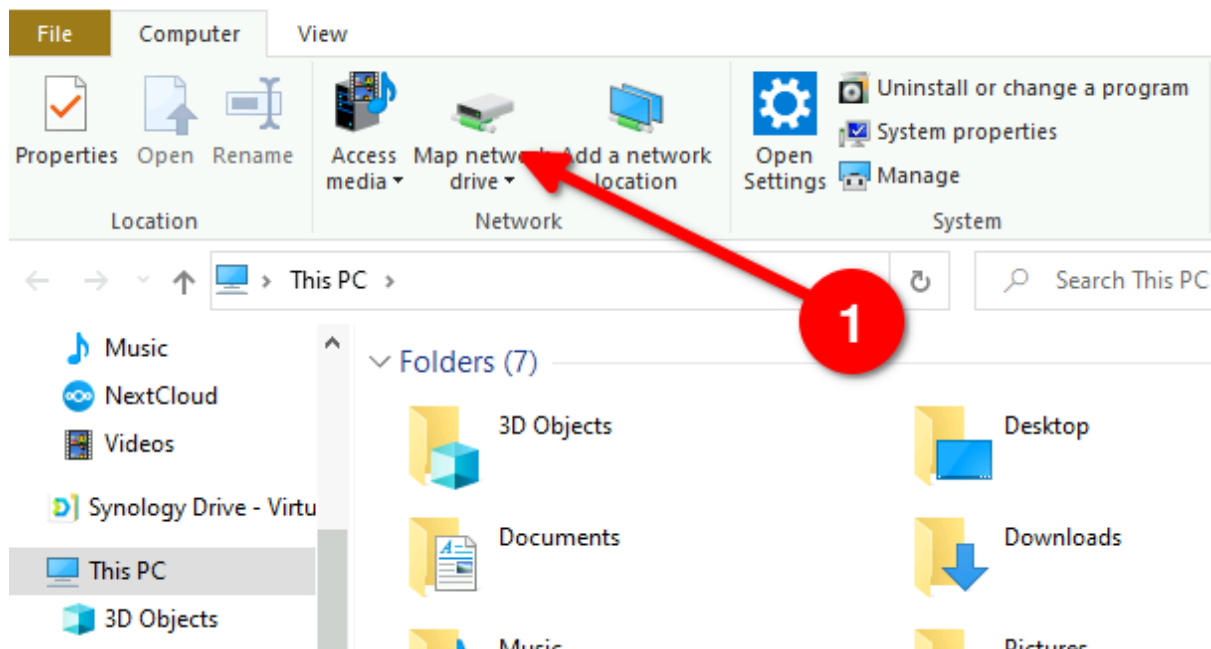 File Computer View
Properties Open Rename Access media Map network drive Add a network location Open Settings Uninstall or change a program
System properties
Manage
Location Network System
This PC Search This PC
1
Music
NextCloud
Videos
Synology Drive - Virtu
This PC
3D Objects
Folders (7)
3D Objects Desktop
Documents Downloads
Music Pictures